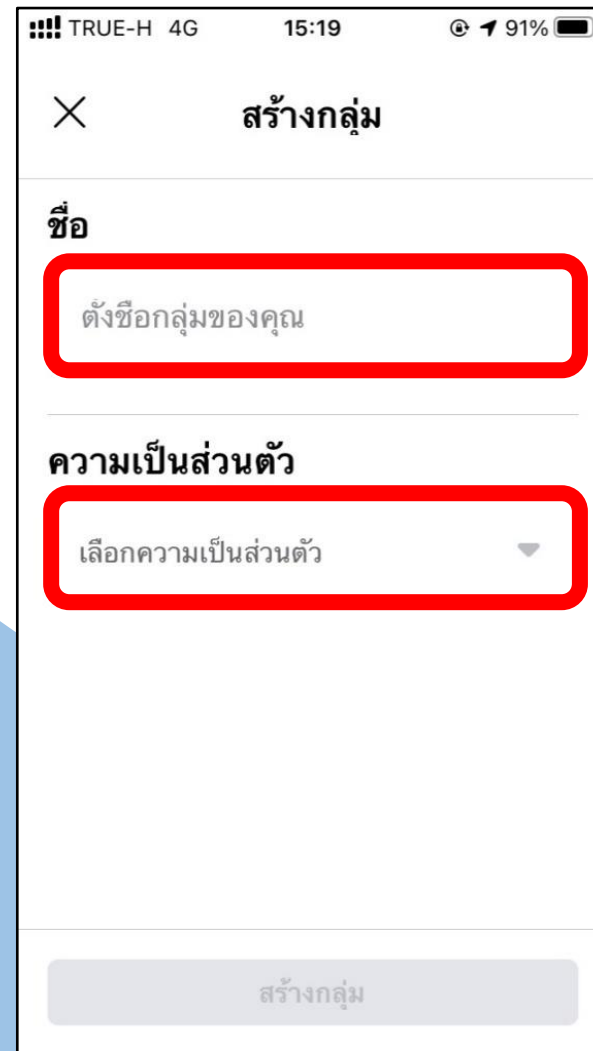 TRUE-H 4G 15:19 91%
สร้างกลุ่ม
ชื่อ
ตั้งชื่อกลุ่มของคุณ
ความเป็นส่วนตัว
เลือกความเป็นส่วนตัว
สร้างกลุ่ม